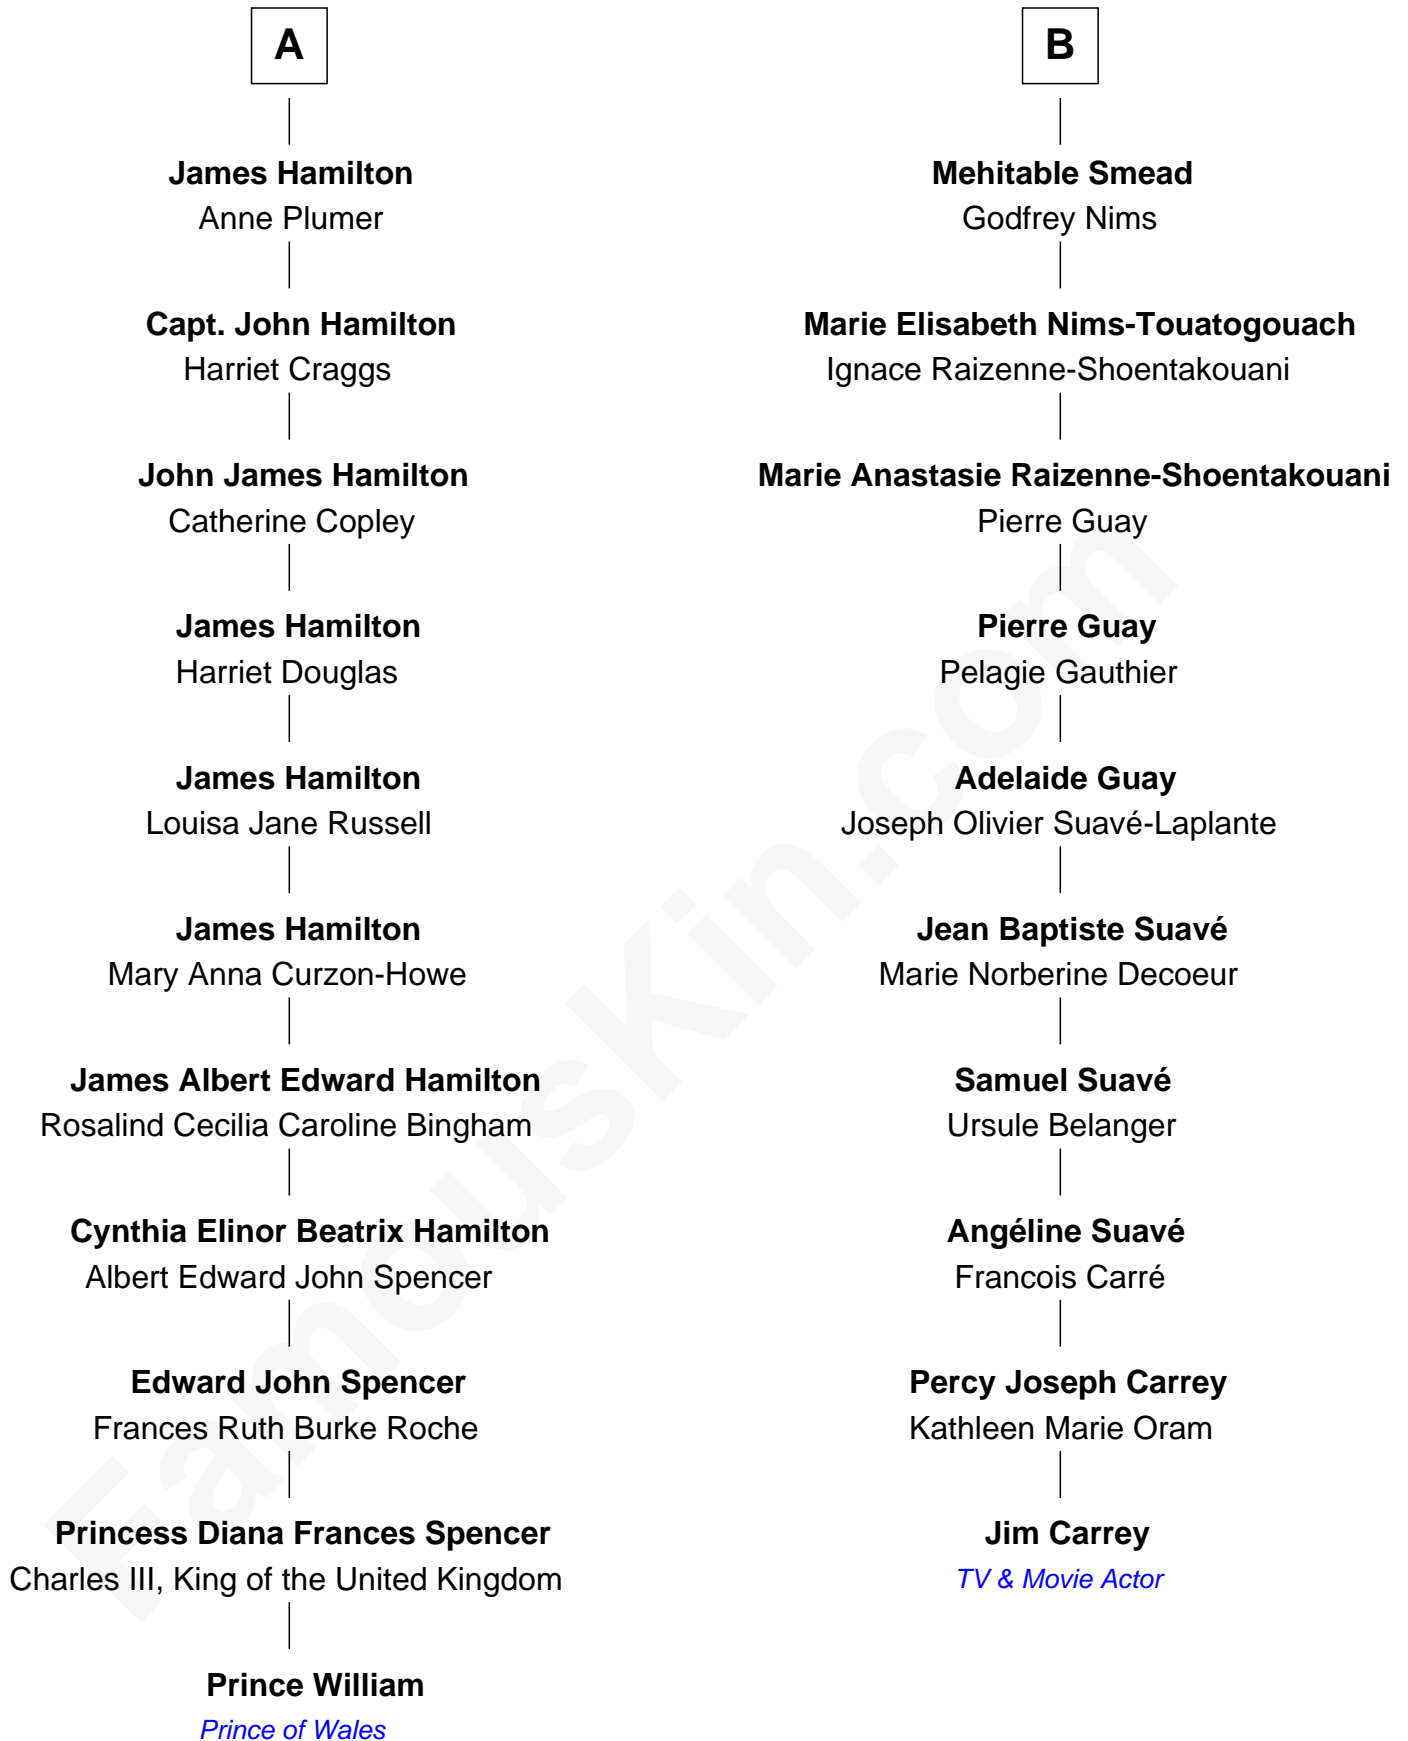 A
James Hamilton
Anne Plumer
Capt. John Hamilton
Harriet Craggs
John James Hamilton
Catherine Copley
James Hamilton
Harriet Douglas
James Hamilton
Louisa Jane Russell
James Hamilton
Mary Anna Curzon-Howe
James Albert Edward Hamilton
Rosalind Cecilia Caroline Bingham
Cynthia Elinor Beatrix Hamilton
Albert Edward John Spencer
Edward John Spencer
Frances Ruth Burke Roche
Princess Diana Frances Spencer
Charles III, King of the United Kingdom
Prince William
Prince of Wales
B
Mehitable Smead
Godfrey Nims
Marie Elisabeth Nims-Touatogouach
Ignace Raizenne-Shoentakouani
Marie Anastasie Raizenne-Shoentakouani
Pierre Guay
Pierre Guay
Pelagie Gauthier
Adelaide Guay
Joseph Olivier Suavé-Laplante
Jean Baptiste Suavé
Marie Norberine Decoeur
Samuel Suavé
Ursule Belanger
Angéline Suavé
Francois Carré
Percy Joseph Carrey
Kathleen Marie Oram
Jim Carrey
TV & Movie Actor
FamousKin.com